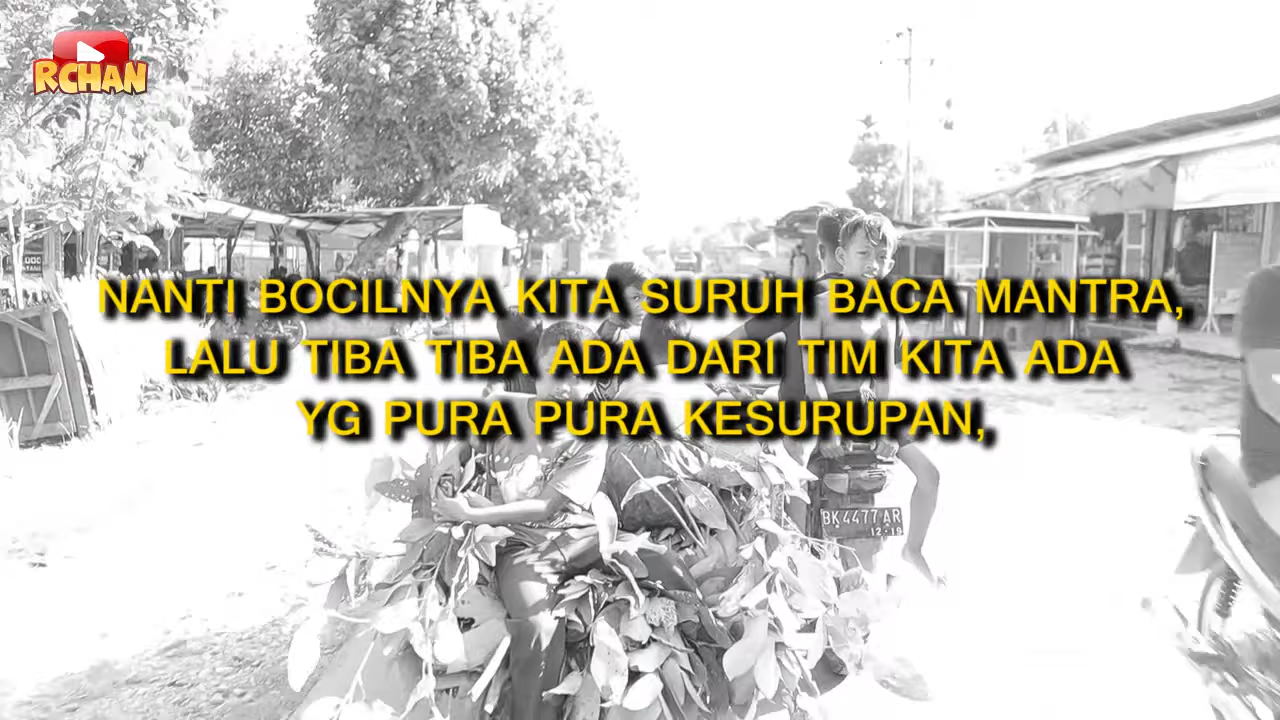 RCHAN
NANTI BOCILNYA KITA SURUH BACA MANTRA,
LALU TIBA TIBA ADA DARI TIM KITA ADA
YG PURA PURA KESURUPAN,
BK 4477 AR
12·19